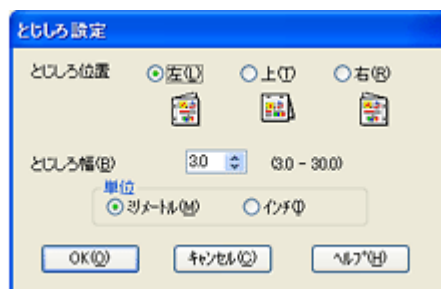 とじしろ設定
とじしろ位置 左(L) 上(T) 右(R)
とじしろ幅(B) 3.0 (3.0 - 30.0)
単位
ミリメートル(M) インチ(I)
OK(O) キャンセル(C) ヘルプ(H)